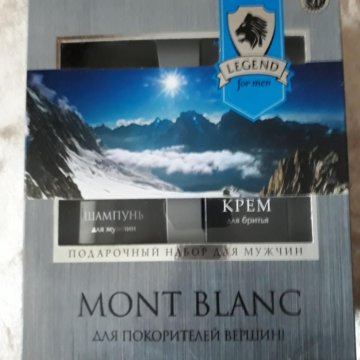 LEGEND
for men
ШАМПУНЬ
для мужчин
КРЕМ
для бритья
ПОДАРОЧНЫЙ НАБОР ДЛЯ МУЖЧИН
MONT BLANC
ДЛЯ ПОКОРИТЕЛЕЙ ВЕРШИН!